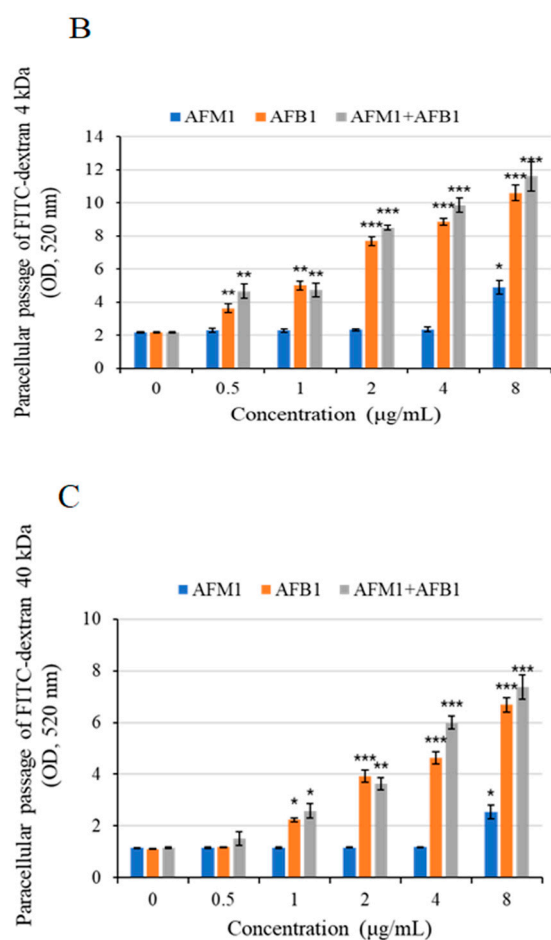 B
AFM1 AFB1 AFM1+AFB1
Paracellular passage of FITC-dextran 4 kDa
(OD, 520 nm)
14
12
10
8
6
4
2
0
*** *** *** *** *** *** * ** ** ** **
0 0.5 1 2 4 8
Concentration (µg/mL)
C
AFM1 AFB1 AFM1+AFB1
Paracellular passage of FITC-dextran 40 kDa
(OD, 520 nm)
10
8
6
4
2
0
* * *** ** *** *** * *** ***
0 0.5 1 2 4 8
Concentration (µg/mL)